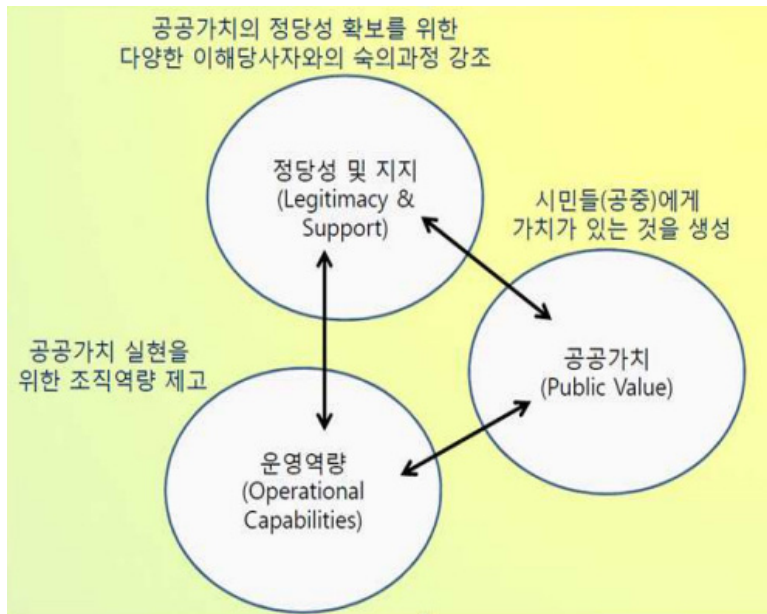 공공가치의 정당성 확보를 위한
다양한 이해당사자와의 숙의과정 강조
정당성 및 지지
(Legitimacy &
Support)
시민들(공중)에게
가치가 있는 것을 생성
공공가치 실현을
위한 조직역량 제고
공공가치
(Public Value)
운영역량
(Operational
Capabilities)